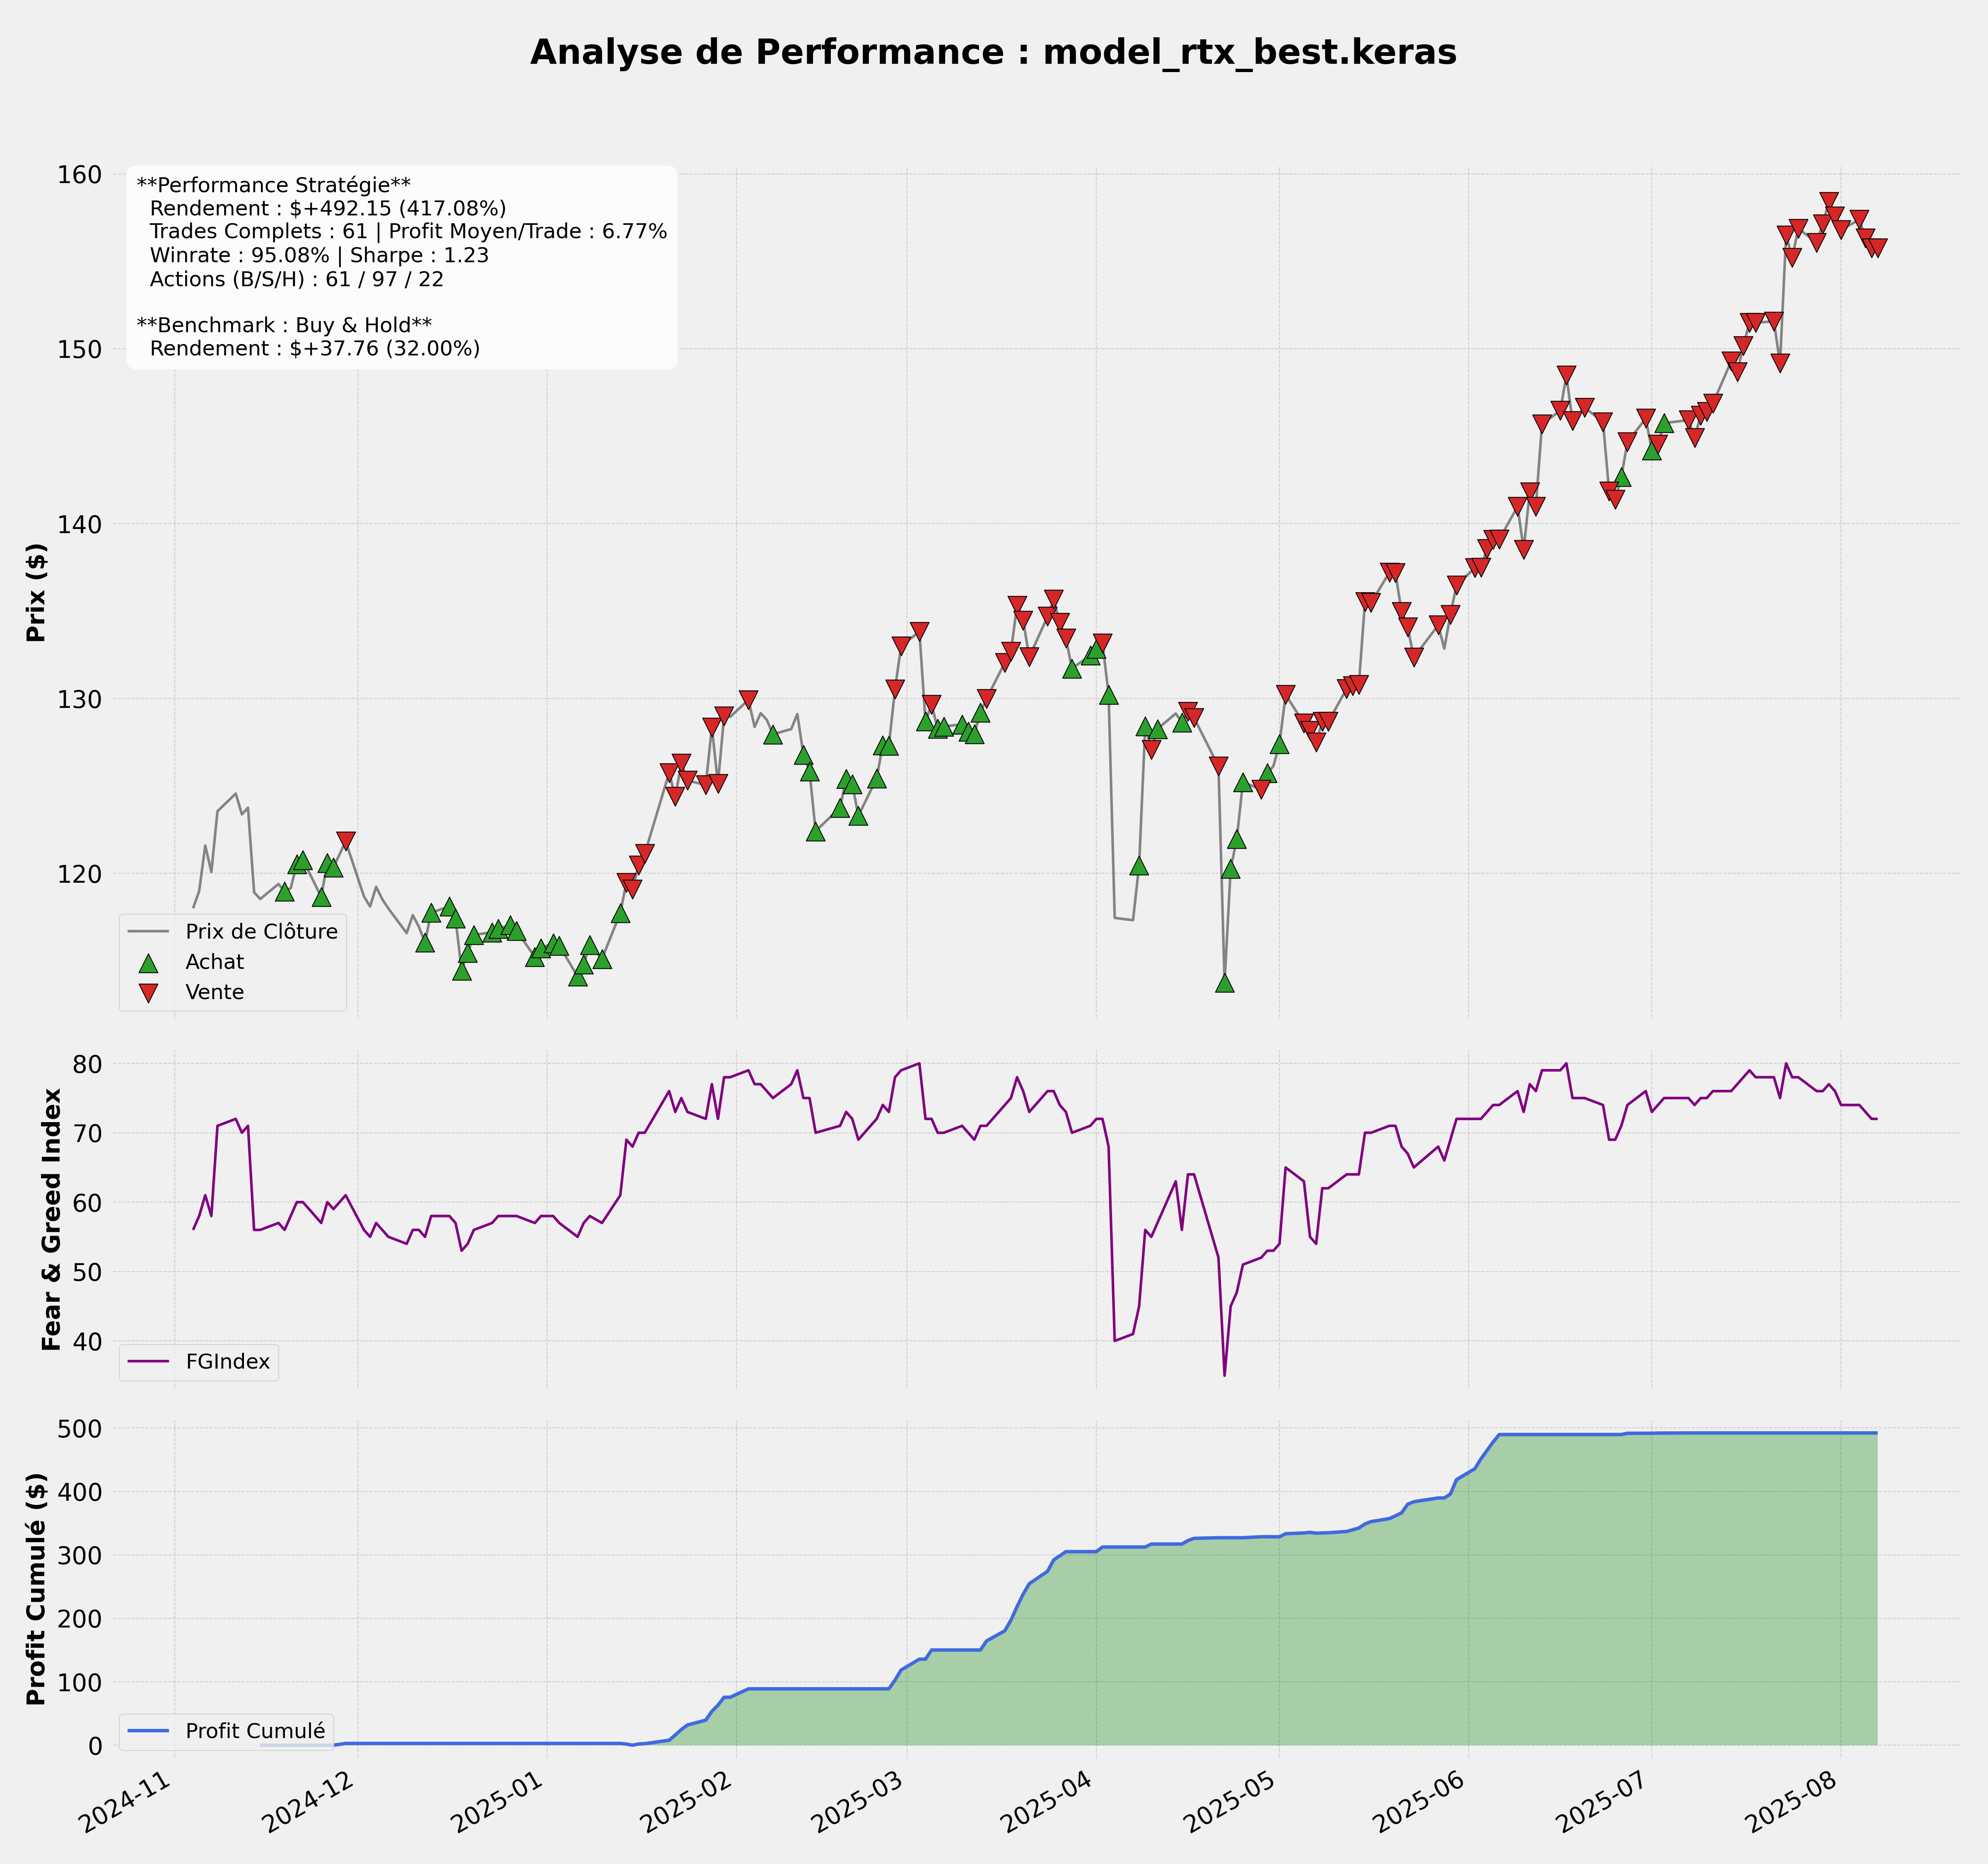 Analyse de Performance : model_rtx_best.keras
**Performance Stratégie**
Rendement : $+492.15 (417.08%)
Trades Complets : 61 | Profit Moyen/Trade : 6.77%
Winrate : 95.08% | Sharpe : 1.23
Actions (B/S/H) : 61 / 97 / 22
**Benchmark : Buy & Hold**
Rendement : $+37.76 (32.00%)
Prix ($)
160
150
140
130
120
Prix de Clôture
Achat
Vente
Fear & Greed Index
80
70
60
50
40
FGIndex
Profit Cumulé ($)
500
400
300
200
100
0
Profit Cumulé
2024-11
2024-12
2025-01
2025-02
2025-03
2025-04
2025-05
2025-06
2025-07
2025-08